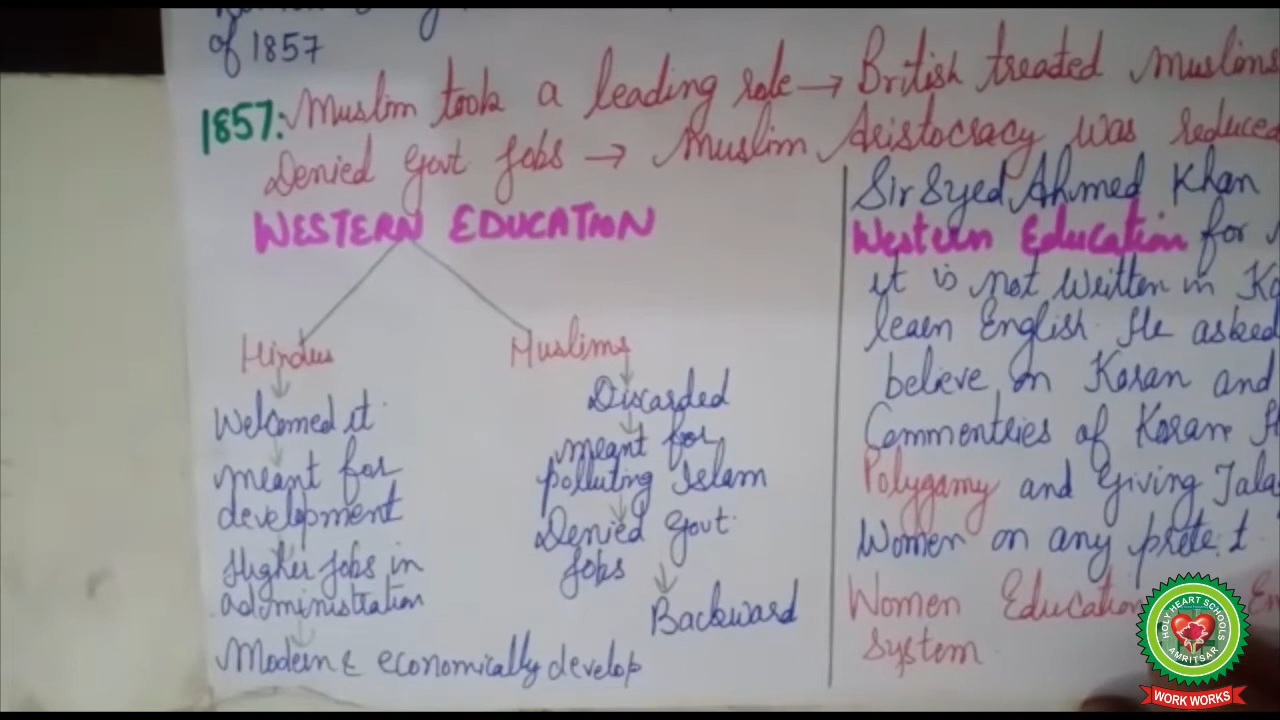 of 1857
1857: Muslim took a leading role → British treated Muslims
Denied Govt Jobs → Muslim Aristocracy was reduced
WESTERN EDUCATION
Hindus
Welcomed it
meant for
development
Higher Jobs in
administration
Modern & economically develop
Muslims
Discarded
meant for
polluting Islam
Denied Govt.
Jobs
Backward
Sir Syed Ahmed Khan
Western Education for
it is not written in
learn English. He asked
believe in Koran and
Commentries of Koran
Polygamy and Giving
Women on any
Women Education
System
HOLY HEART SCHOOLS
AMRITSAR
WORK WORKS